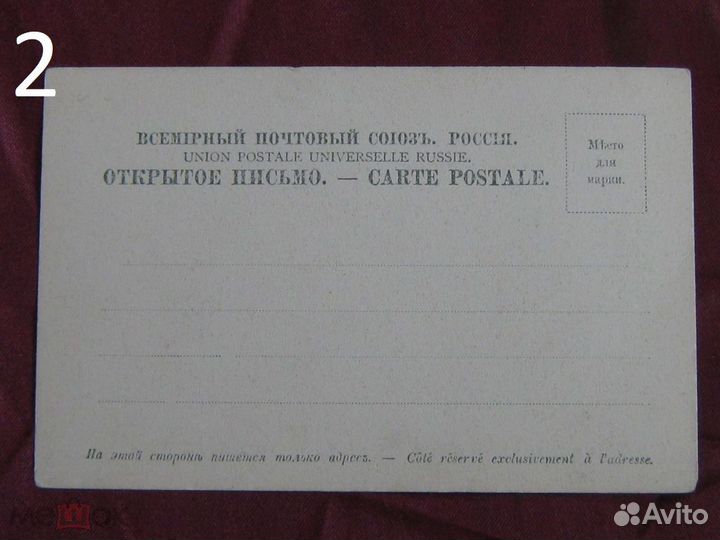 2
ВСЕМІРНЫЙ ПОЧТОВЫЙ СОЮЗЪ. РОССІЯ.
UNION POSTALE UNIVERSELLE RUSSIE.
ОТКРЫТОЕ ПИСЬМО. — CARTE POSTALE.
Мѣсто
для
марки.
На этой сторонѣ пишется только адресъ. — Côté réservé exclusivement à l'adresse.
мешок
Avito